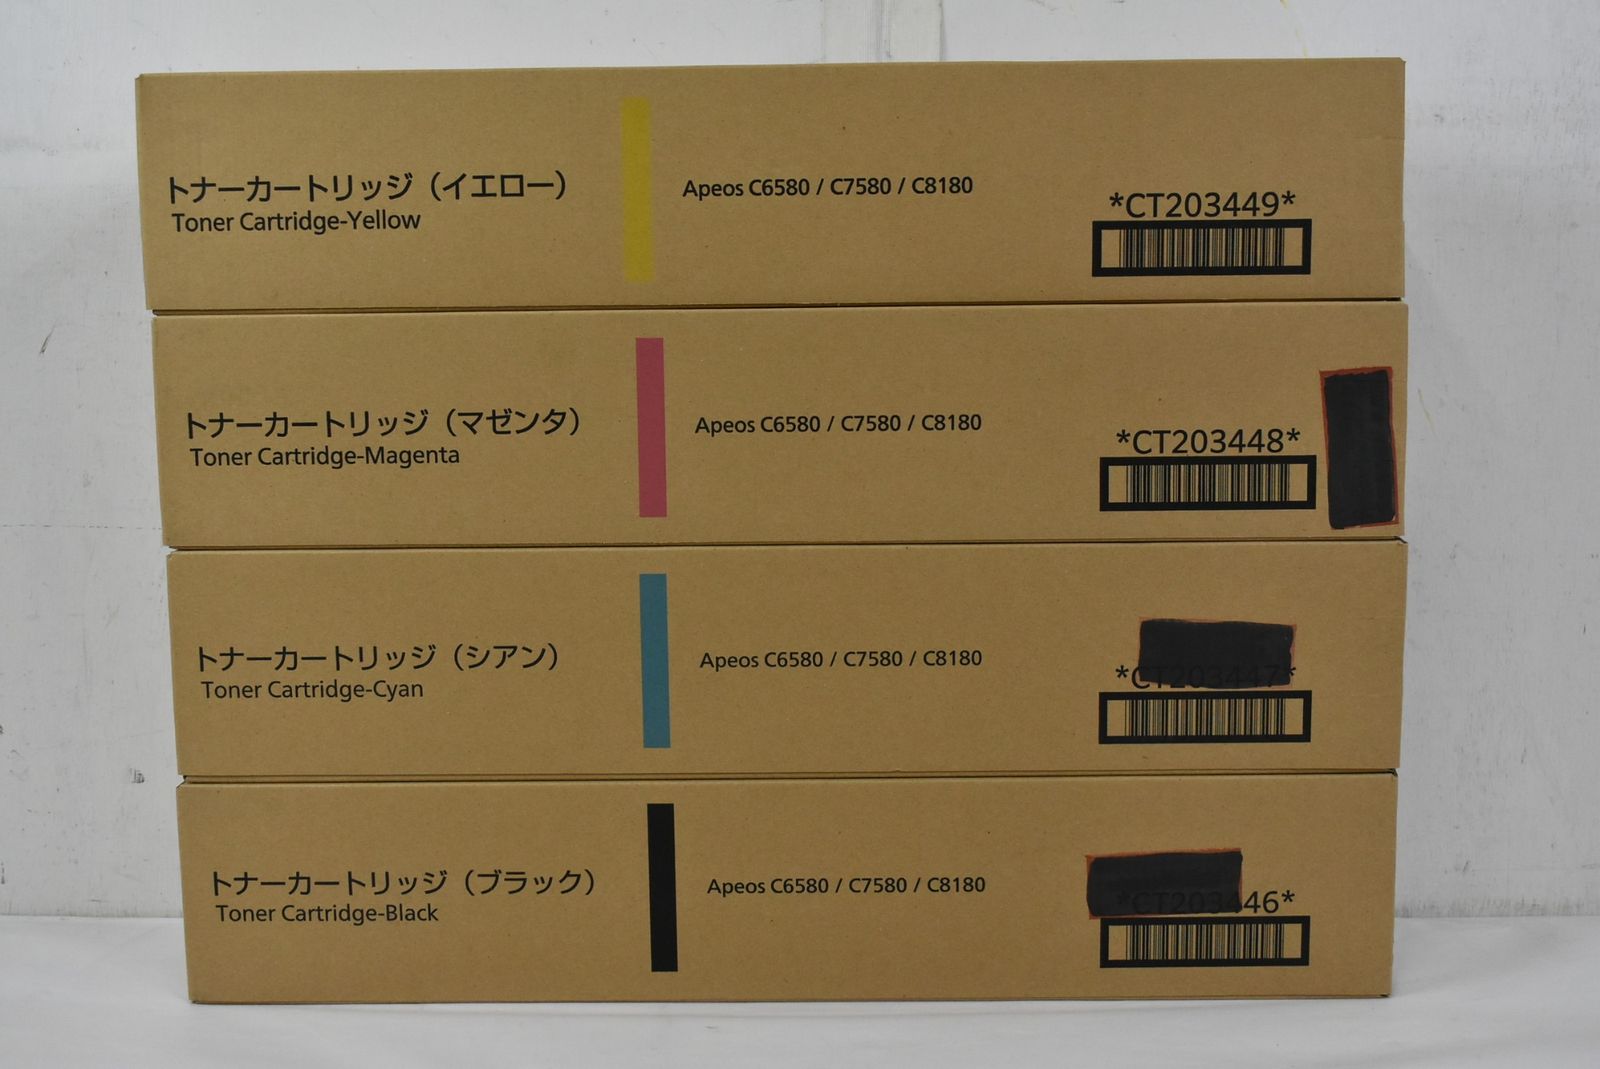 トナーカートリッジ（イエロー）
Toner Cartridge-Yellow
Apeos C6580 / C7580 / C8180
*CT203449*
トナーカートリッジ（マゼンタ）
Toner Cartridge-Magenta
Apeos C6580 / C7580 / C8180
*CT203448*
トナーカートリッジ（シアン）
Toner Cartridge-Cyan
Apeos C6580 / C7580 / C8180
*CT203447*
トナーカートリッジ（ブラック）
Toner Cartridge-Black
Apeos C6580 / C7580 / C8180
*CT203446*